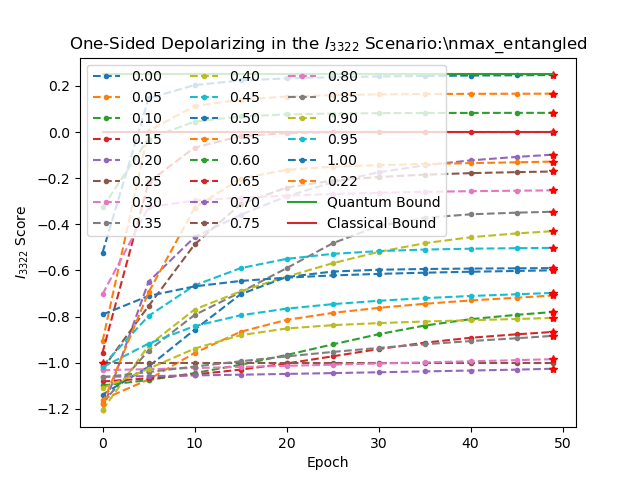 One-Sided Depolarizing in the I3322 Scenario:\nmax_entangled
0.2
0.0
−0.2
−0.4
−0.6
−0.8
−1.0
−1.2
I3322 Score
0.00 0.40 0.80
0.05 0.45 0.85
0.10 0.50 0.90
0.15 0.55 0.95
0.20 0.60 1.00
0.25 0.65 0.22
0.30 0.70 Quantum Bound
0.35 0.75 Classical Bound
0 10 20 30 40 50
Epoch